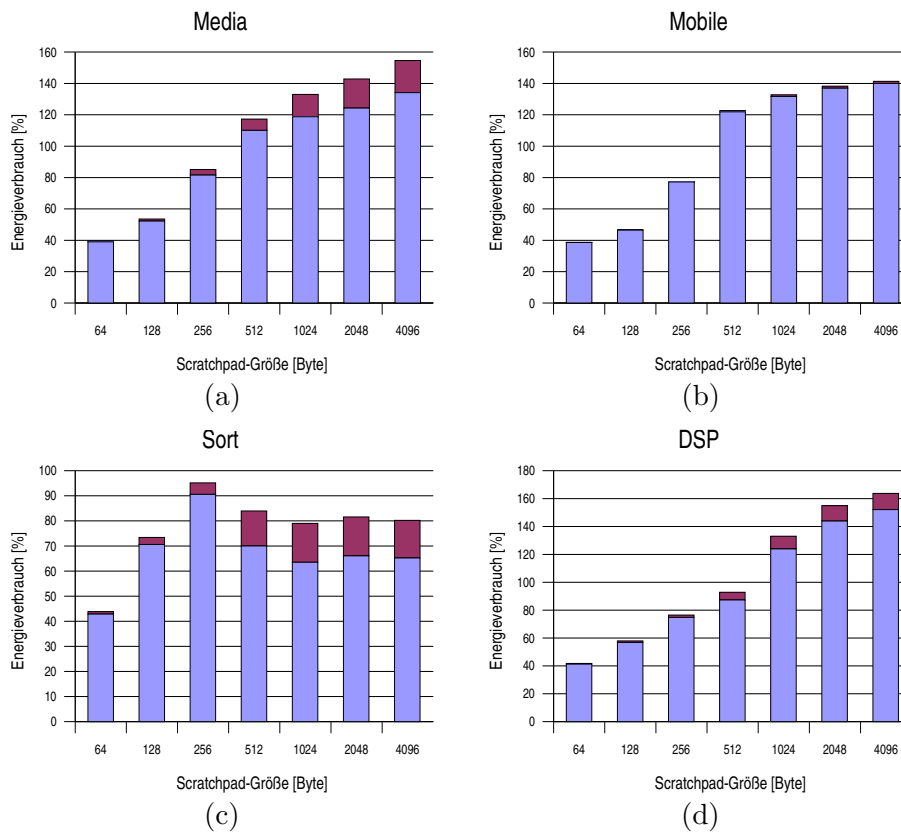 Media
160
140
120
100
80
60
40
20
0
Energieverbrauch [%]
64 128 256 512 1024 2048 4096
Scratchpad-Größe [Byte]
(a)
Mobile
160
140
120
100
80
60
40
20
0
Energieverbrauch [%]
64 128 256 512 1024 2048 4096
Scratchpad-Größe [Byte]
(b)
Sort
100
90
80
70
60
50
40
30
20
10
0
Energieverbrauch [%]
64 128 256 512 1024 2048 4096
Scratchpad-Größe [Byte]
(c)
DSP
180
160
140
120
100
80
60
40
20
0
Energieverbrauch [%]
64 128 256 512 1024 2048 4096
Scratchpad-Größe [Byte]
(d)